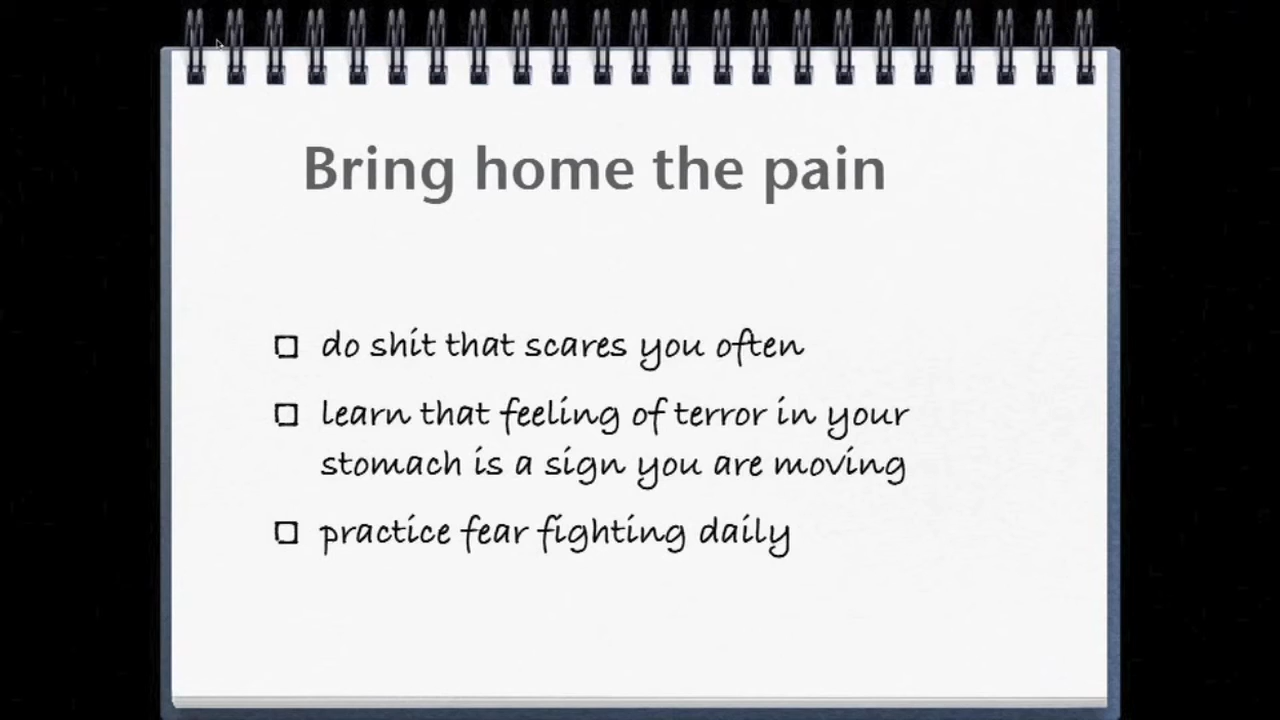 Bring home the pain
do shit that scares you often
learn that feeling of terror in your
stomach is a sign you are moving
practice fear fighting daily